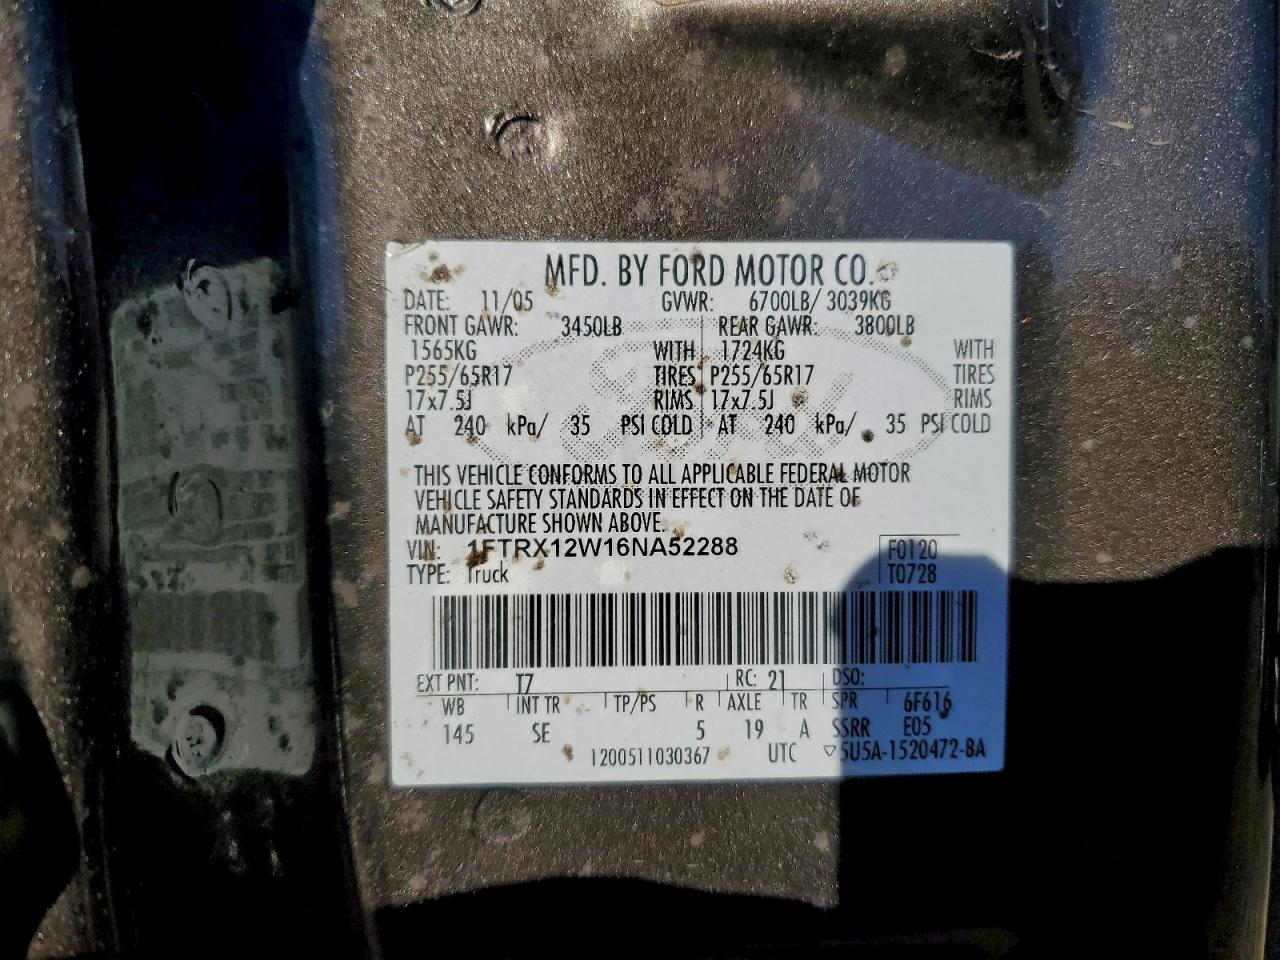 MFD. BY FORD MOTOR CO.
DATE: 11/05 GVWR: 6700LB/ 3039KG
FRONT GAWR: 3450LB REAR GAWR: 3800LB
1565KG WITH 1724KG WITH
P255/65R17 TIRES P255/65R17 TIRES
17x7.5J RIMS 17x7.5J RIMS
AT 240 kPa/ 35 PSI COLD AT 240 kPa/ 35 PSI COLD
THIS VEHICLE CONFORMS TO ALL APPLICABLE FEDERAL MOTOR
VEHICLE SAFETY STANDARDS IN EFFECT ON THE DATE OF
MANUFACTURE SHOWN ABOVE.
VIN: 1FTRX12W16NA52288 F0120
TYPE: Truck T0728
EXT PNT: T7 RC: 21 DSO:
WB INT TR TP/PS R AXLE TR SPR 6F616
145 SE 5 19 A SSRR E05
1200511030367 UTC ▽5U5A-1520472-BA